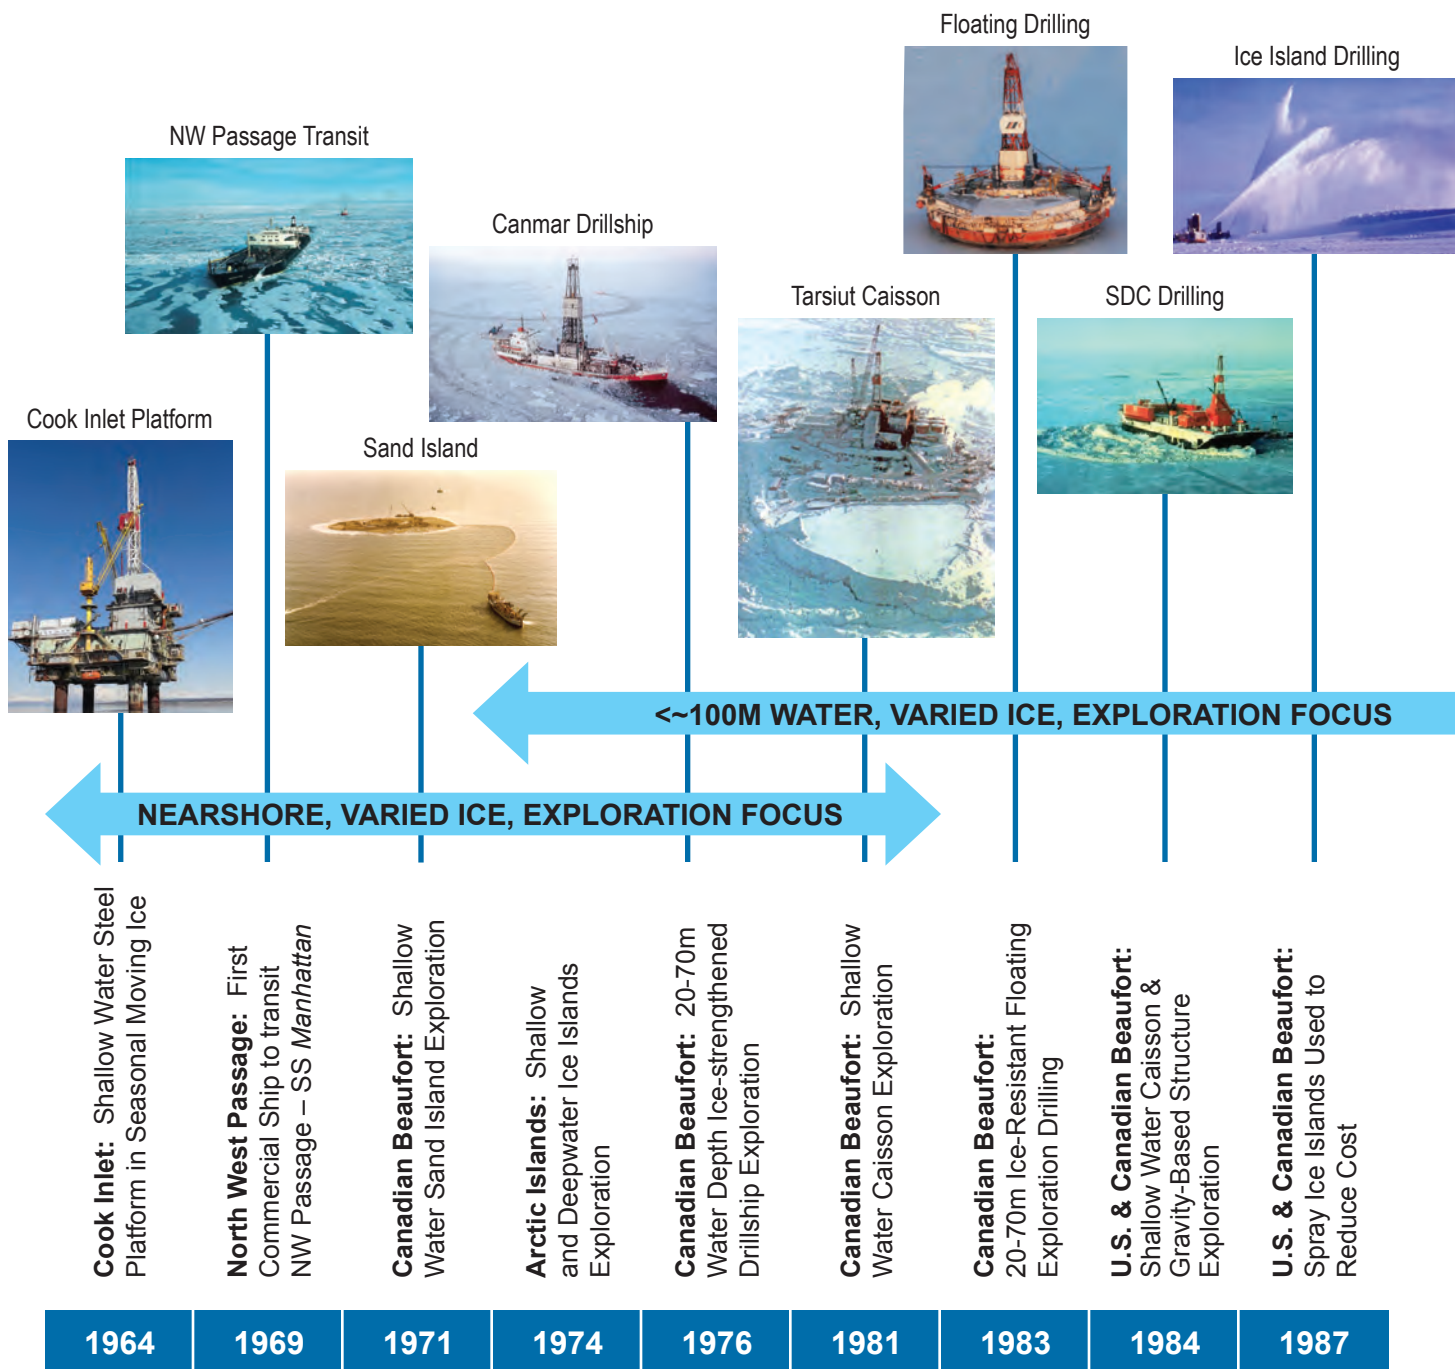 Floating Drilling
Ice Island Drilling
NW Passage Transit
Canmar Drillship
Tarsiut Caisson
SDC Drilling
Cook Inlet Platform
Sand Island
<~100M WATER, VARIED ICE, EXPLORATION FOCUS
NEARSHORE, VARIED ICE, EXPLORATION FOCUS
Cook Inlet: Shallow Water Steel
Platform in Seasonal Moving Ice
North West Passage: First
Commercial Ship to transit
NW Passage – SS Manhattan
Canadian Beaufort: Shallow
Water Sand Island Exploration
Arctic Islands: Shallow
and Deepwater Ice Islands
Exploration
Canadian Beaufort: 20-70m
Water Depth Ice-strengthened
Drillship Exploration
Canadian Beaufort: Shallow
Water Caisson Exploration
Canadian Beaufort:
20-70m Ice-Resistant Floating
Exploration Drilling
U.S. & Canadian Beaufort:
Shallow Water Caisson &
Gravity-Based Structure
Exploration
U.S. & Canadian Beaufort:
Spray Ice Islands Used to
Reduce Cost
1964
1969
1971
1974
1976
1981
1983
1984
1987